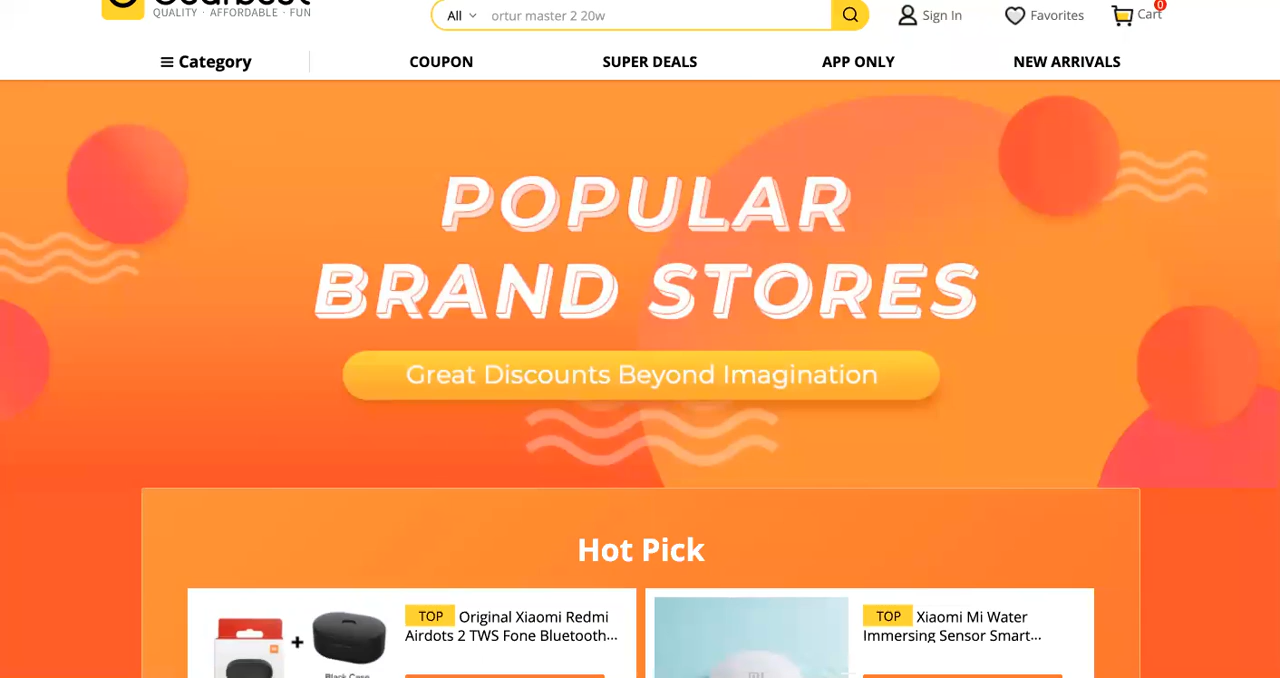 QUALITY · AFFORDABLE · FUN
All
ortur master 2 20w
Sign In
Favorites
Cart
0
Category
COUPON
SUPER DEALS
APP ONLY
NEW ARRIVALS
POPULAR
BRAND STORES
Great Discounts Beyond Imagination
Hot Pick
TOP Original Xiaomi Redmi
Airdots 2 TWS Fone Bluetooth...
Black Case
TOP Xiaomi Mi Water
Immersing Sensor Smart...